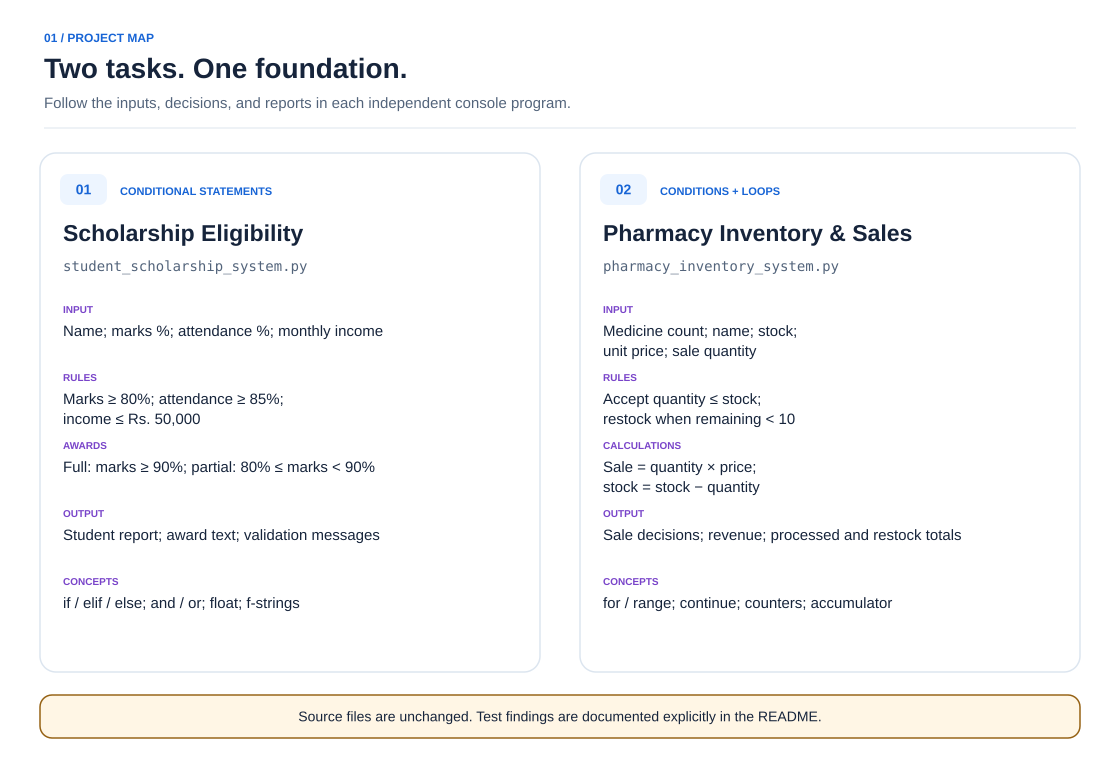 01 / PROJECT MAP
Two tasks. One foundation.
Follow the inputs, decisions, and reports in each independent console program.
01
CONDITIONAL STATEMENTS
Scholarship Eligibility
student_scholarship_system.py
INPUT
Name; marks %; attendance %; monthly income
RULES
Marks ≥ 80%; attendance ≥ 85%;
income ≤ Rs. 50,000
AWARDS
Full: marks ≥ 90%; partial: 80% ≤ marks < 90%
OUTPUT
Student report; award text; validation messages
CONCEPTS
if / elif / else; and / or; float; f-strings
02
CONDITIONS + LOOPS
Pharmacy Inventory & Sales
pharmacy_inventory_system.py
INPUT
Medicine count; name; stock;
unit price; sale quantity
RULES
Accept quantity ≤ stock;
restock when remaining < 10
CALCULATIONS
Sale = quantity × price;
stock = stock − quantity
OUTPUT
Sale decisions; revenue; processed and restock totals
CONCEPTS
for / range; continue; counters; accumulator
Source files are unchanged. Test findings are documented explicitly in the README.